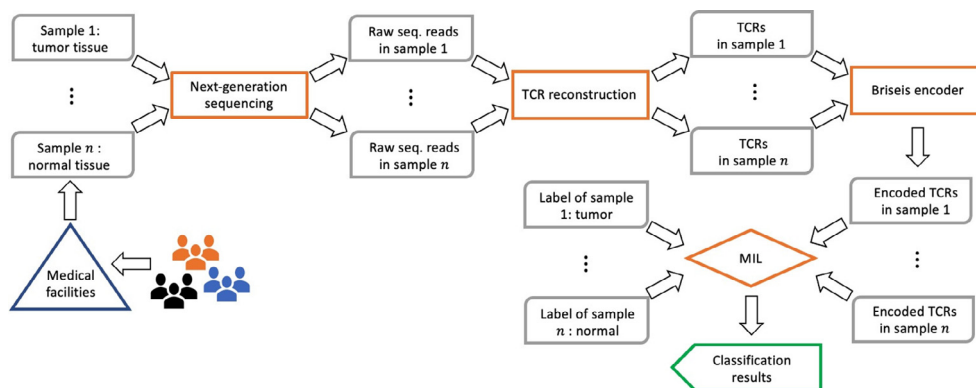 Sample 1:
tumor tissue
⋮
Sample n :
normal tissue
Medical
facilities
Next-generation
sequencing
Raw seq. reads
in sample 1
⋮
Raw seq. reads
in sample n
TCR reconstruction
TCRs
in sample 1
⋮
TCRs
in sample n
Briseis encoder
Encoded TCRs
in sample 1
⋮
Encoded TCRs
in sample n
Label of sample
1: tumor
⋮
Label of sample
n : normal
MIL
Classification
results